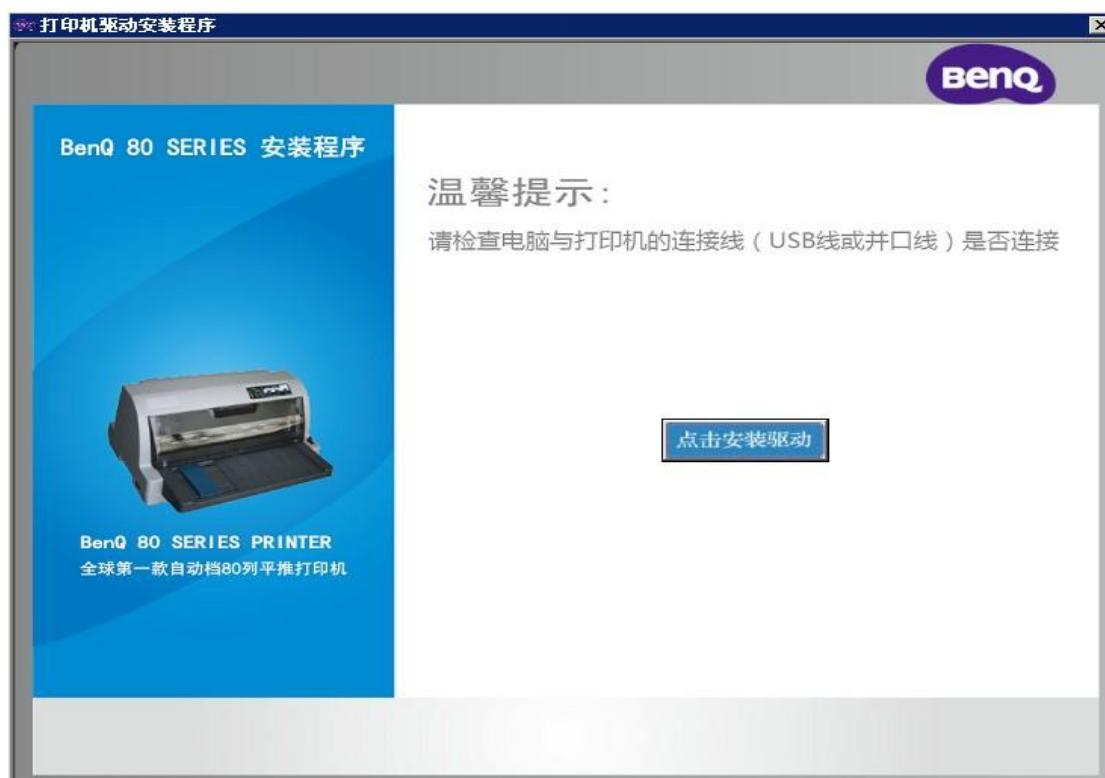 打印机驱动安装程序
BenQ
BenQ 80 SERIES 安装程序
温馨提示:
请检查电脑与打印机的连接线（USB线或并口线）是否连接
点击安装驱动
BenQ 80 SERIES PRINTER
全球第一款自动档80列平推打印机